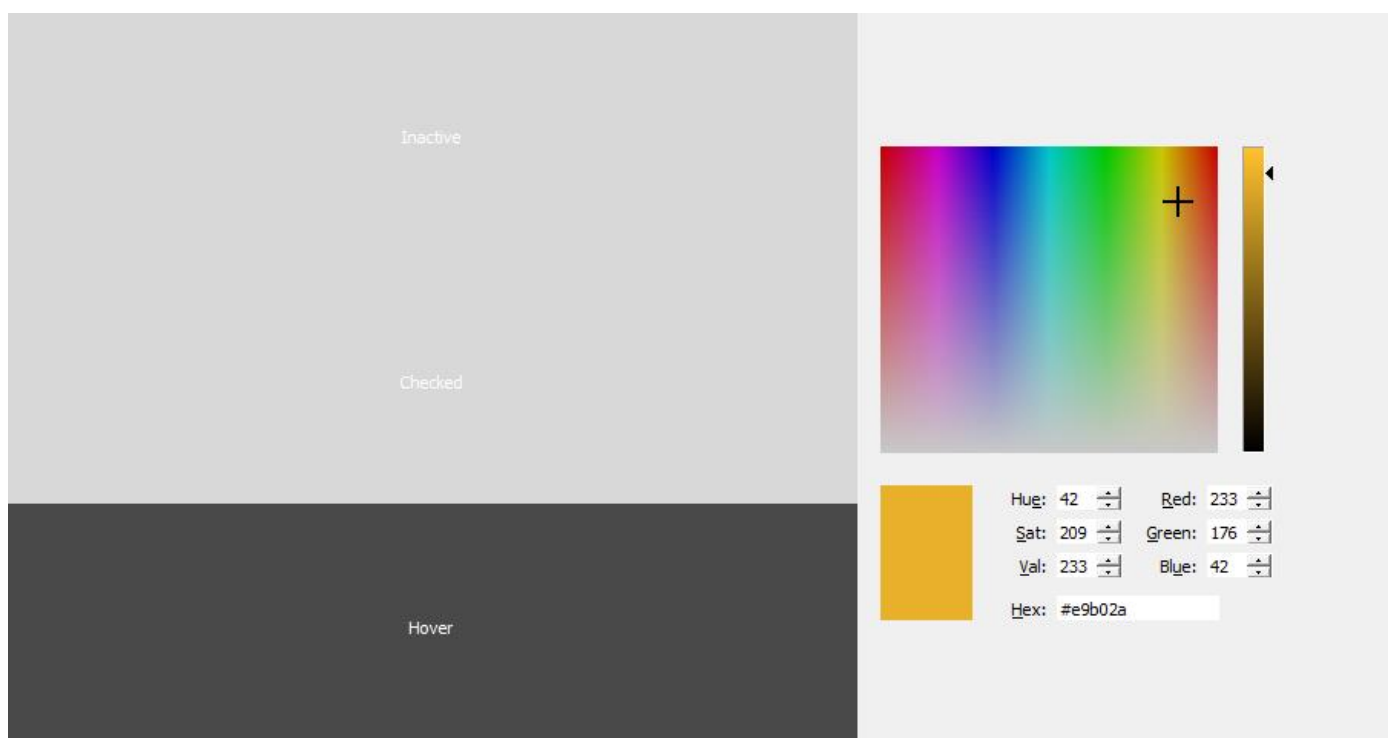 Inactive
Checked
Hover
Hue: 42 Red: 233
Sat: 209 Green: 176
Val: 233 Blue: 42
Hex: #e9b02a